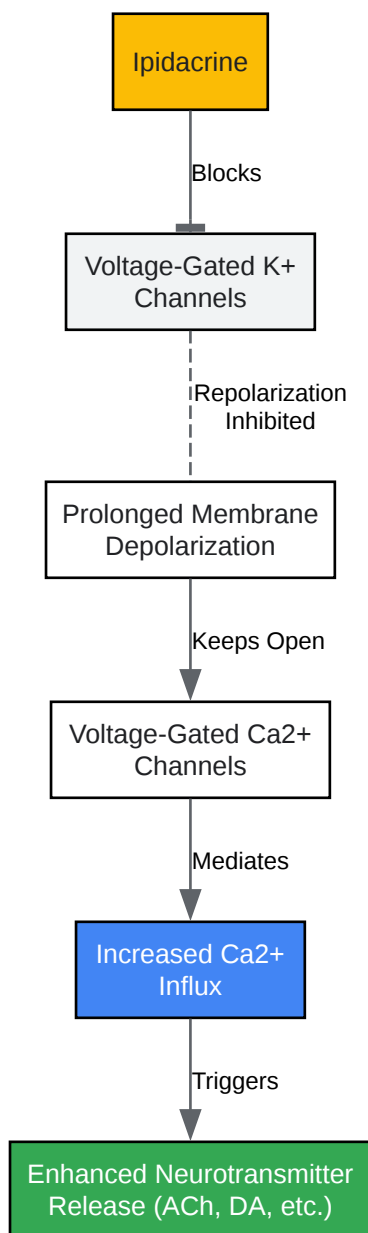 Ipidacrine
Blocks
Voltage-Gated K+
Channels
Repolarization
Inhibited
Prolonged Membrane
Depolarization
Keeps Open
Voltage-Gated Ca2+
Channels
Mediates
Increased Ca2+
Influx
Triggers
Enhanced Neurotransmitter
Release (ACh, DA, etc.)